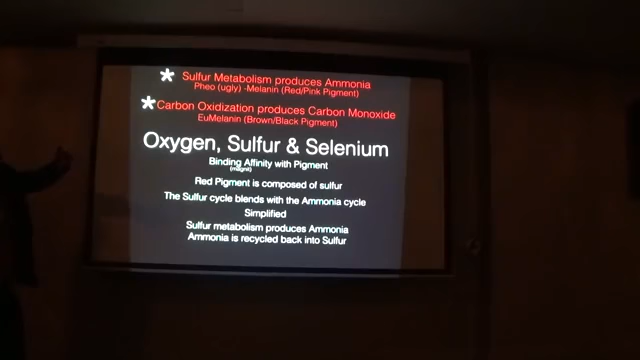 * Sulfur Metabolism produces Ammonia
Pheo (ugly) -Melanin (Red/Pink Pigment)
* Carbon Oxidization produces Carbon Monoxide
EuMelanin (Brown/Black Pigment)
Oxygen, Sulfur & Selenium
Binding Affinity with Pigment
(magnit)
Red Pigment is composed of sulfur
The Sulfur cycle blends with the Ammonia cycle
Simplified
Sulfur metabolism produces Ammonia
Ammonia is recycled back into Sulfur